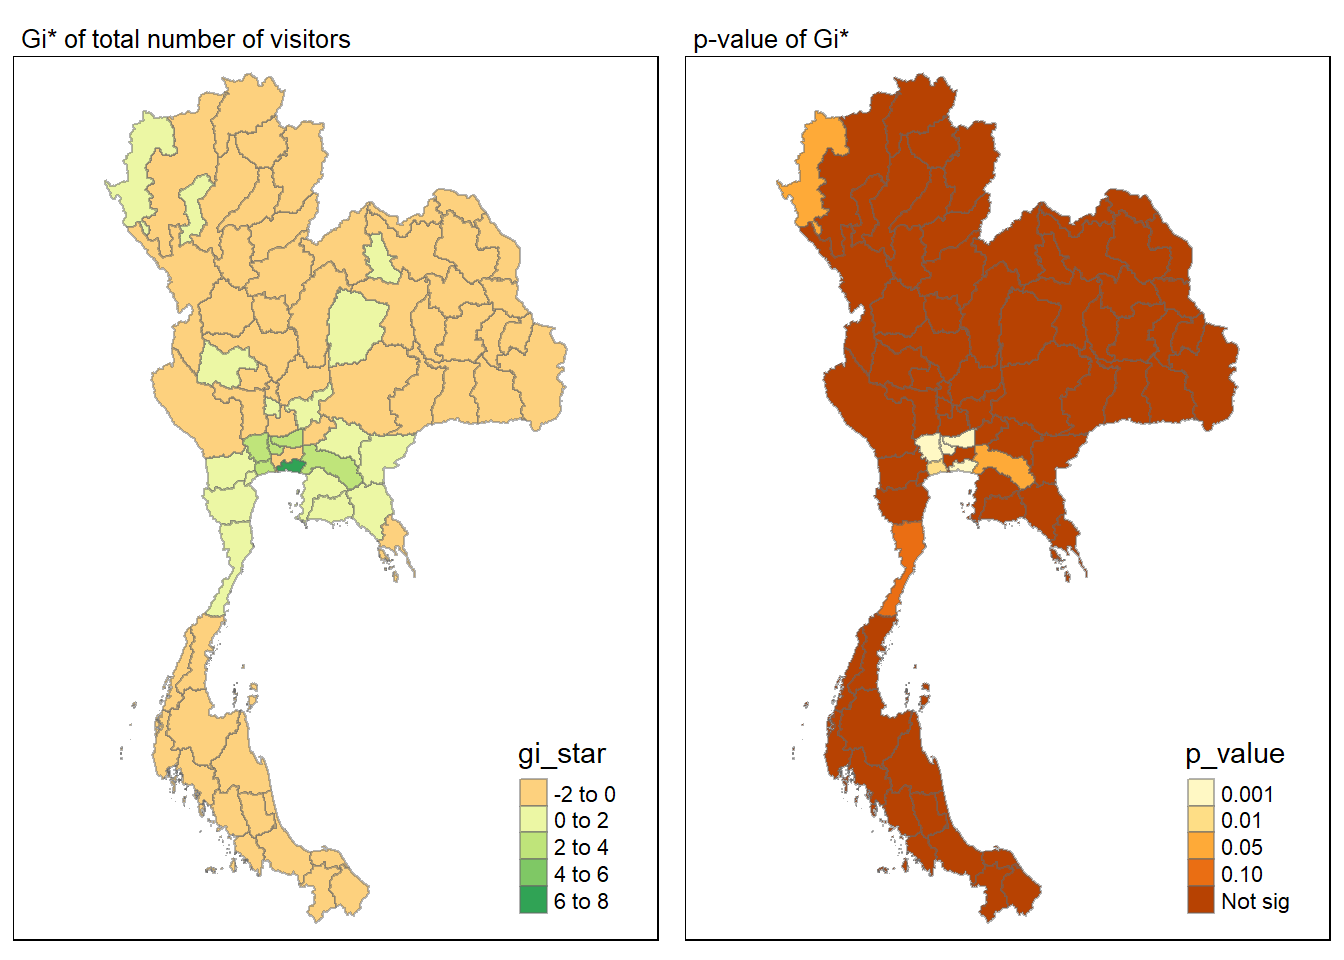 Gi* of total number of visitors
gi_star
-2 to 0
0 to 2
2 to 4
4 to 6
6 to 8
p-value of Gi*
p_value
0.001
0.01
0.05
0.10
Not sig